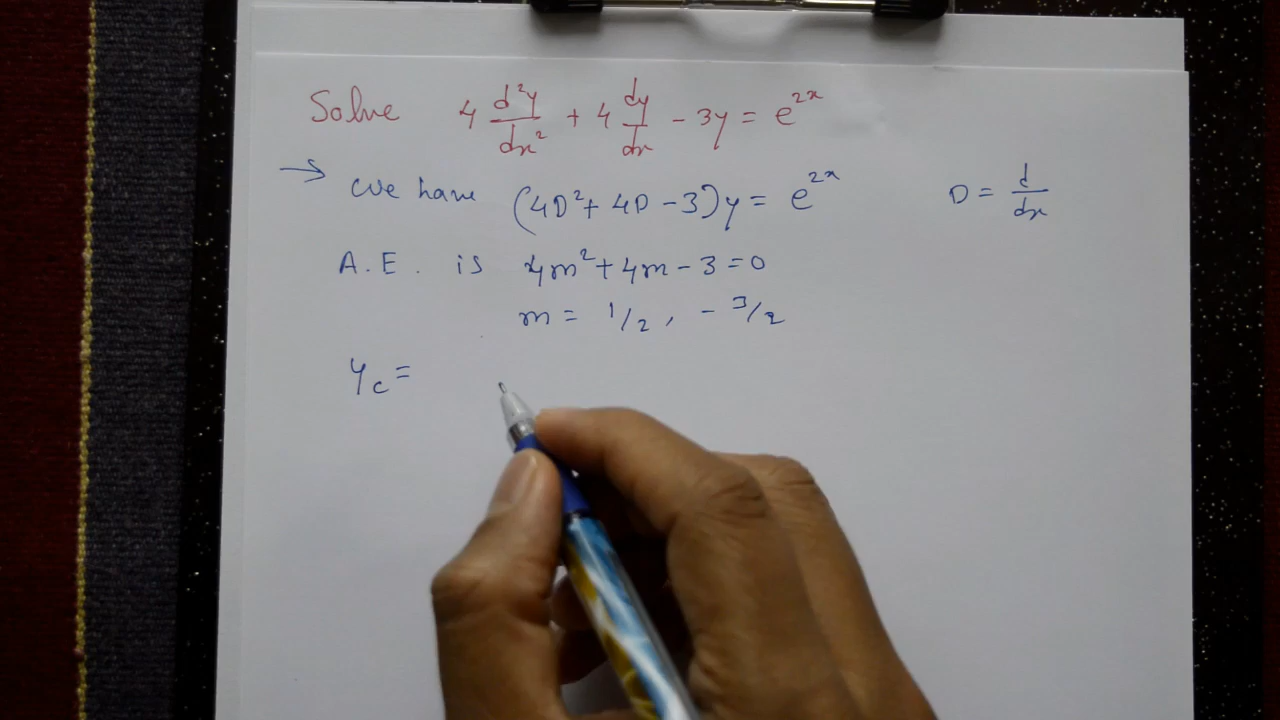 Solve 4 d²y/dx² + 4 dy/dx - 3y = e^{2x}
→ We have (4D² + 4D - 3)y = e^{2x} D = d/dx
A.E. is 4m² + 4m - 3 = 0
m = 1/2, - 3/2
y_c =